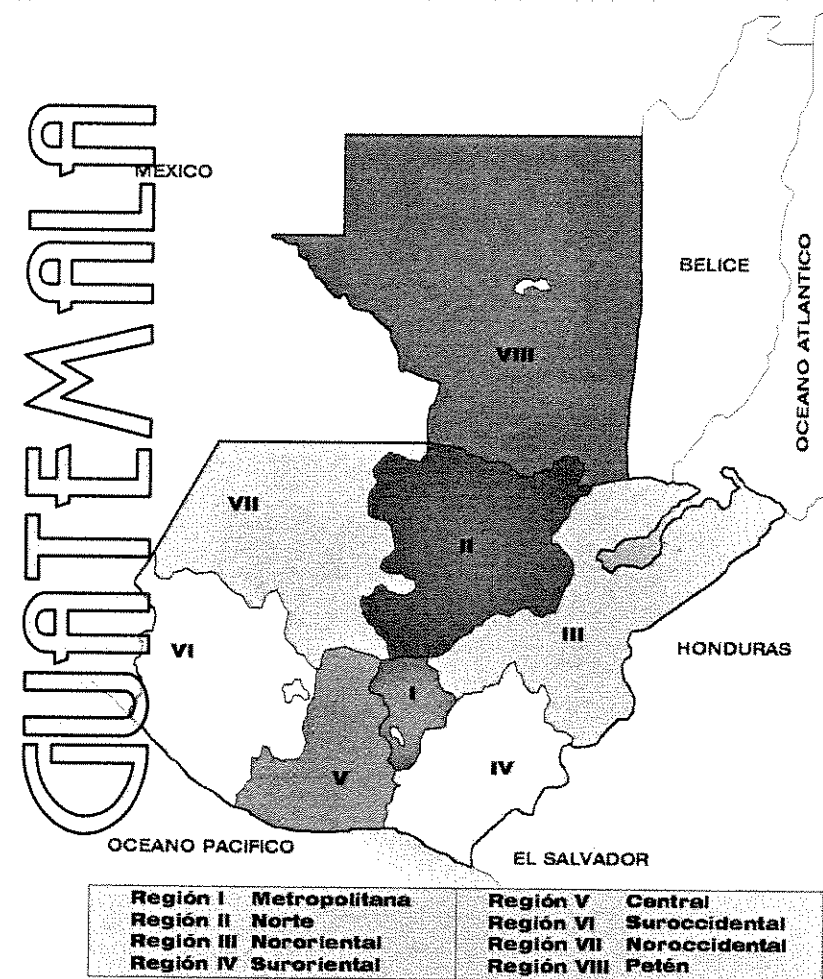 GUATEMALA
MEXICO
BELICE
OCEANO ATLANTICO
VIII
VII
II
III
HONDURAS
VI
I
V
IV
OCEANO PACIFICO
EL SALVADOR
Región I Metropolitana
Región II Norte
Región III Nororiental
Región IV Suroriental
Región V Central
Región VI Suroccidental
Región VII Noroccidental
Región VIII Petén